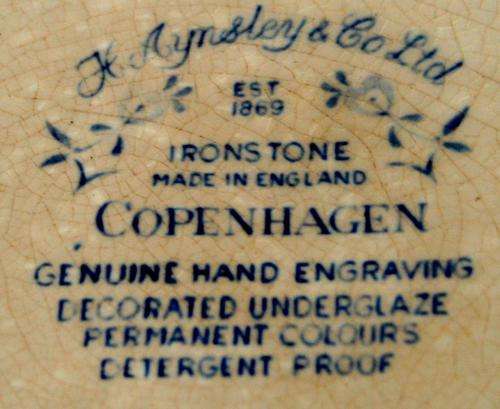 H. Aynsley & Co Ltd
EST
1869
IRONSTONE
MADE IN ENGLAND
COPENHAGEN
GENUINE HAND ENGRAVING
DECORATED UNDERGLAZE
PERMANENT COLOURS
DETERGENT PROOF